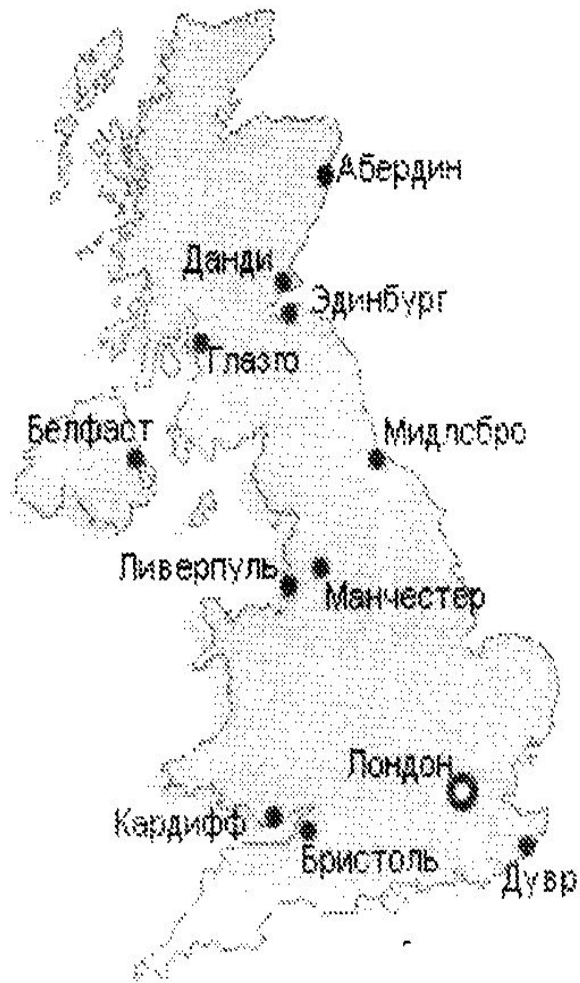 Абердин
Данди
Эдинбург
Глазго
Белфаст
Мидлсбро
Ливерпуль
Манчестер
Лондон
Кардифф
Бристоль
Дувр